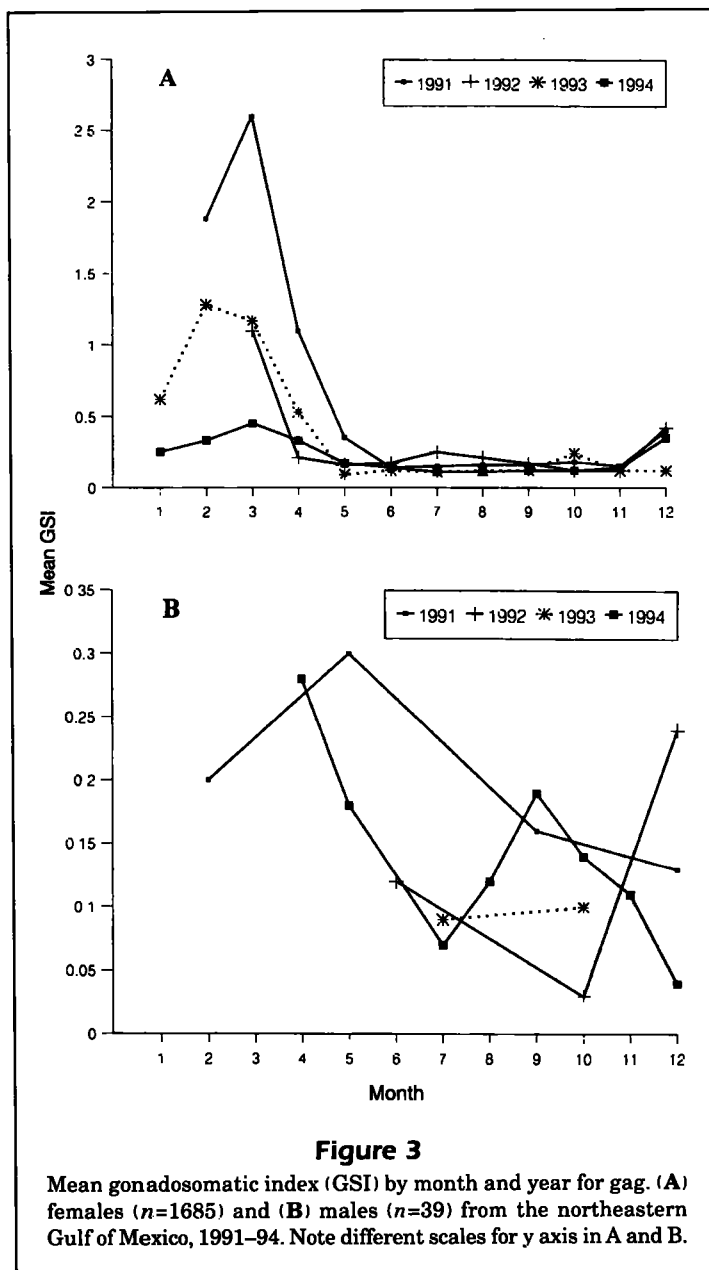 A
1991 1992 1993 1994
3
2 5
2
1.5
1
0.5
0
1 2 3 4 5 6 7 8 9 10 11 12
Mean GSI
B
1991 1992 1993 1994
0 35
0.3
0.25
0.2
0.15
0 1
0.05
0
1 2 3 4 5 6 7 8 9 10 11 12
Month
Figure 3
Mean gonadosomatic index (GSI) by month and year for gag. (A)
females (n=1685) and (B) males (n=39) from the northeastern
Gulf of Mexico, 1991–94. Note different scales for y axis in A and B.